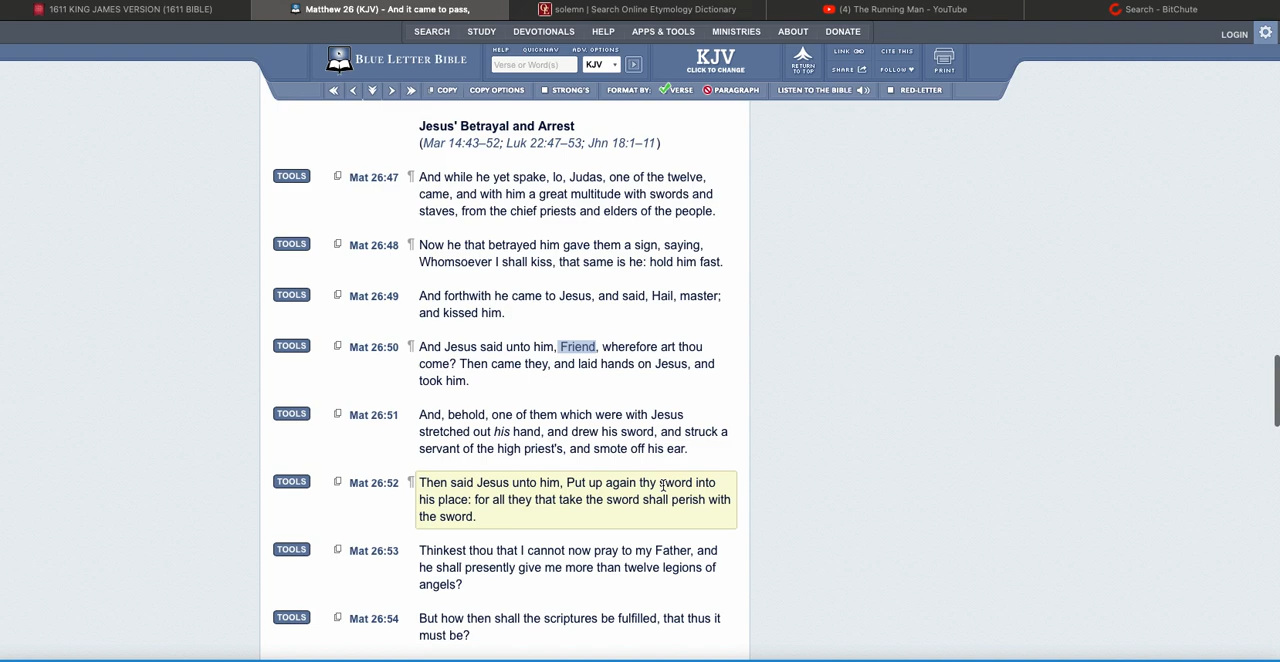 1611 KING JAMES VERSION (1611 BIBLE)
Matthew 26 (KJV) - And it came to pass,
solemn | Search Online Etymology Dictionary
(4) The Running Man - YouTube
Search - BitChute
SEARCH STUDY DEVOTIONALS HELP APPS & TOOLS MINISTRIES ABOUT DONATE
LOGIN
BLUE LETTER BIBLE
HELP QUICKNAV ADV. OPTIONS
Verse or Word(s) KJV
KJV
CLICK TO CHANGE
RETURN
TO TOP
LINK CITE THIS
SHARE FOLLOW
PRINT
COPY COPY OPTIONS STRONG'S FORMAT BY: VERSE PARAGRAPH LISTEN TO THE BIBLE RED-LETTER
Jesus' Betrayal and Arrest
(Mar 14:43–52; Luk 22:47–53; Jhn 18:1–11)
TOOLS Mat 26:47 ¶ And while he yet spake, lo, Judas, one of the twelve,
came, and with him a great multitude with swords and
staves, from the chief priests and elders of the people.
TOOLS Mat 26:48 ¶ Now he that betrayed him gave them a sign, saying,
Whomsoever I shall kiss, that same is he: hold him fast.
TOOLS Mat 26:49 And forthwith he came to Jesus, and said, Hail, master;
and kissed him.
TOOLS Mat 26:50 ¶ And Jesus said unto him, Friend, wherefore art thou
come? Then came they, and laid hands on Jesus, and
took him.
TOOLS Mat 26:51 And, behold, one of them which were with Jesus
stretched out his hand, and drew his sword, and struck a
servant of the high priest's, and smote off his ear.
TOOLS Mat 26:52 ¶ Then said Jesus unto him, Put up again thy sword into
his place: for all they that take the sword shall perish with
the sword.
TOOLS Mat 26:53 Thinkest thou that I cannot now pray to my Father, and
he shall presently give me more than twelve legions of
angels?
TOOLS Mat 26:54 But how then shall the scriptures be fulfilled, that thus it
must be?